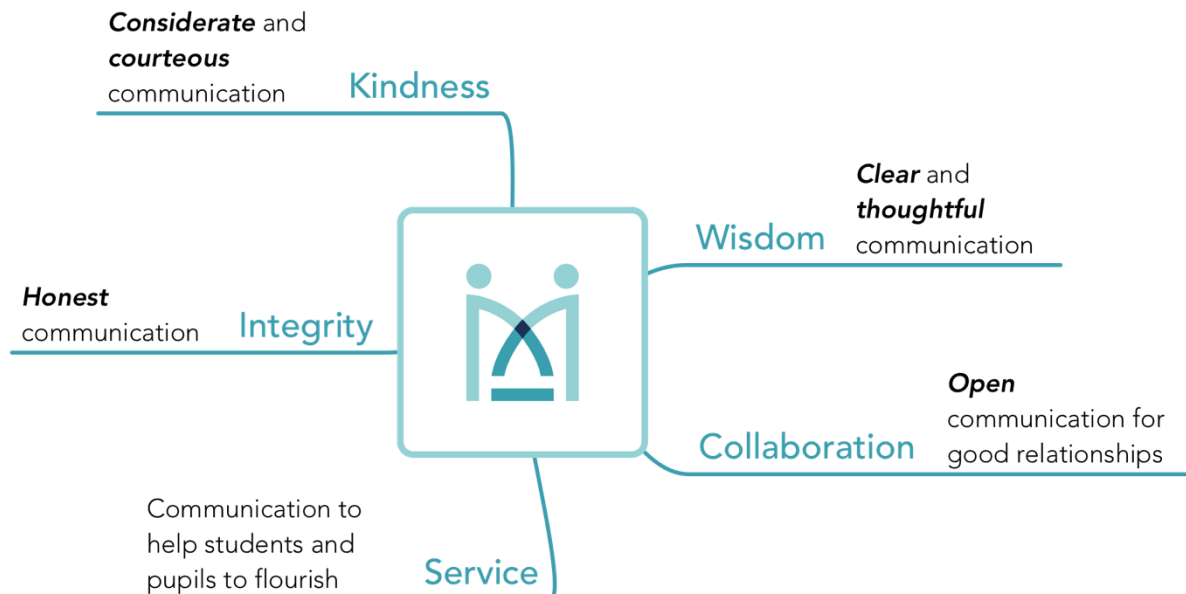 Considerate and
courteous
communication
Kindness
Clear and
thoughtful
communication
Wisdom
Honest
communication
Integrity
Open
communication for
good relationships
Collaboration
Communication to
help students and
pupils to flourish
Service